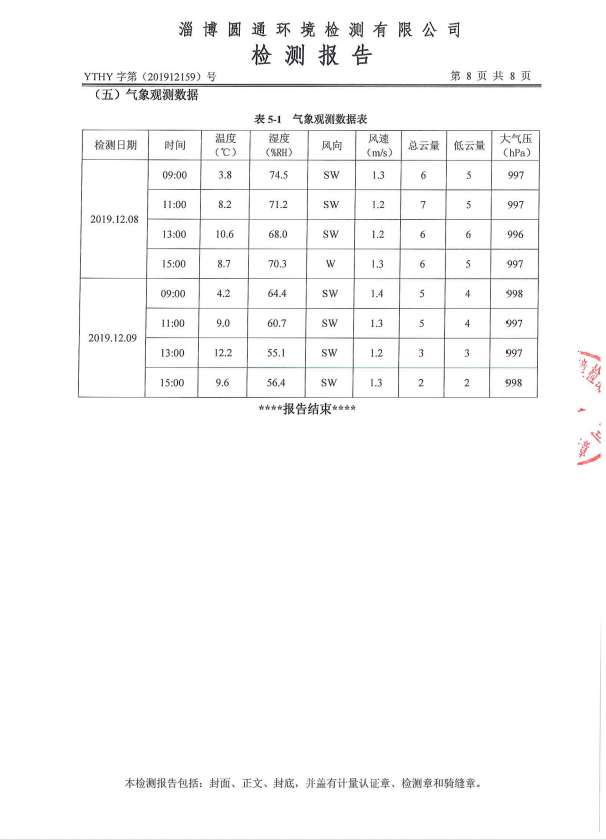 淄博圆通环境检测有限公司
检测报告
YTHY 字第（201912159）号 第 8 页 共 8 页
（五）气象观测数据
表 5-1 气象观测数据表
检测日期 时间 温度（℃） 湿度（%RH） 风向 风速（m/s） 总云量 低云量 大气压（hPa）
2019.12.08
09:00 3.8 74.5 SW 1.3 6 5 997
11:00 8.2 71.2 SW 1.2 7 5 997
13:00 10.6 68.0 SW 1.2 6 6 996
15:00 8.7 70.3 W 1.3 6 5 997
2019.12.09
09:00 4.2 64.4 SW 1.4 5 4 998
11:00 9.0 60.7 SW 1.3 5 4 997
13:00 12.2 55.1 SW 1.2 3 3 997
15:00 9.6 56.4 SW 1.3 2 2 998
****报告结束****
本检测报告包括：封面、正文、封底，并盖有计量认证章、检测章和骑缝章。